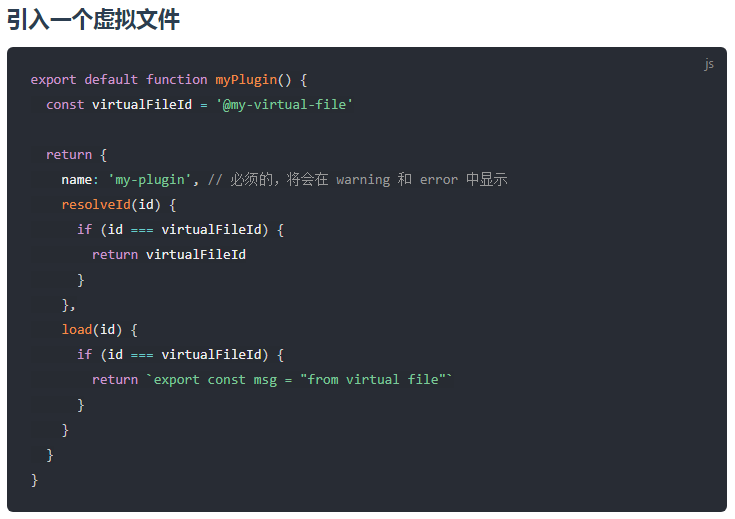 引入一个虚拟文件
js
export default function myPlugin() {
  const virtualFileId = '@my-virtual-file'

  return {
    name: 'my-plugin', // 必须的，将会在 warning 和 error 中显示
    resolveId(id) {
      if (id === virtualFileId) {
        return virtualFileId
      }
    },
    load(id) {
      if (id === virtualFileId) {
        return `export const msg = "from virtual file"`
      }
    }
  }
}